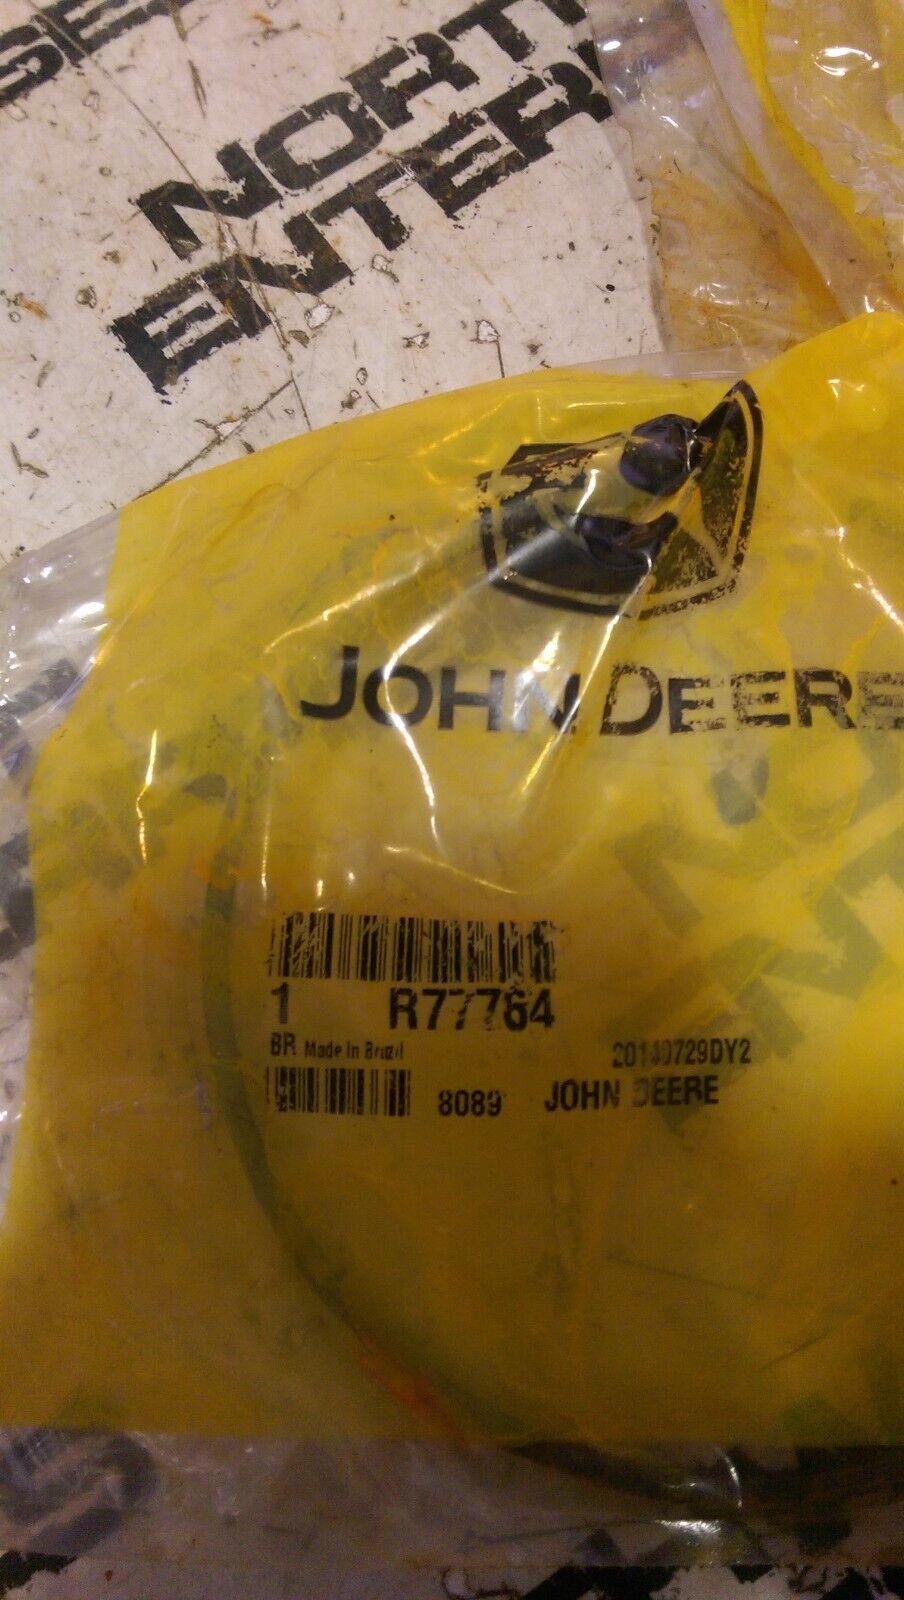 NORT
ENTER
JOHN DEERE
1 R77764
BR Made In Brazil 20140729DY2
8089 JOHN DEERE